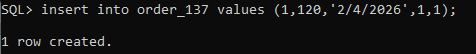 SQL> insert into order_137 values (1,120,'2/4/2026',1,1);
1 row created.